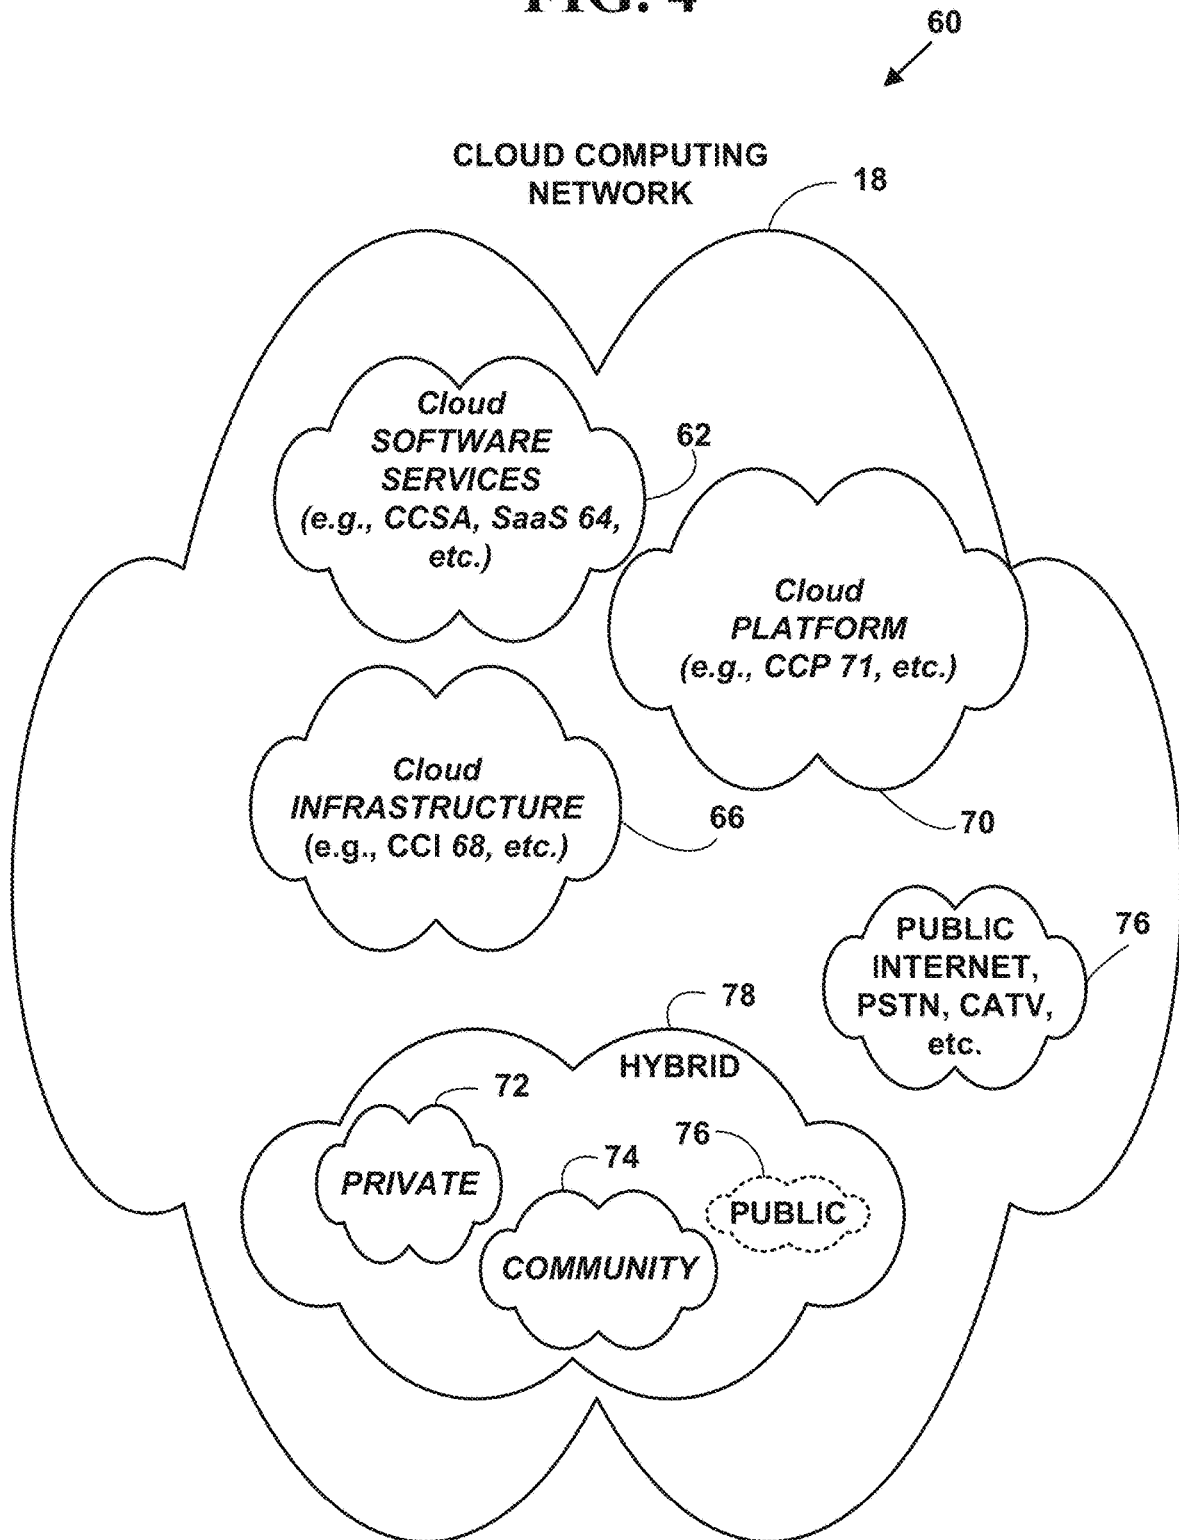 FIG. 4
60
CLOUD COMPUTING
NETWORK
18
Cloud
SOFTWARE
SERVICES
(e.g., CCSA, SaaS 64,
etc.)
62
Cloud
PLATFORM
(e.g., CCP 71, etc.)
70
Cloud
INFRASTRUCTURE
(e.g., CCI 68, etc.)
66
PUBLIC
INTERNET,
PSTN, CATV,
etc.
76
78
HYBRID
72
PRIVATE
74
COMMUNITY
76
PUBLIC